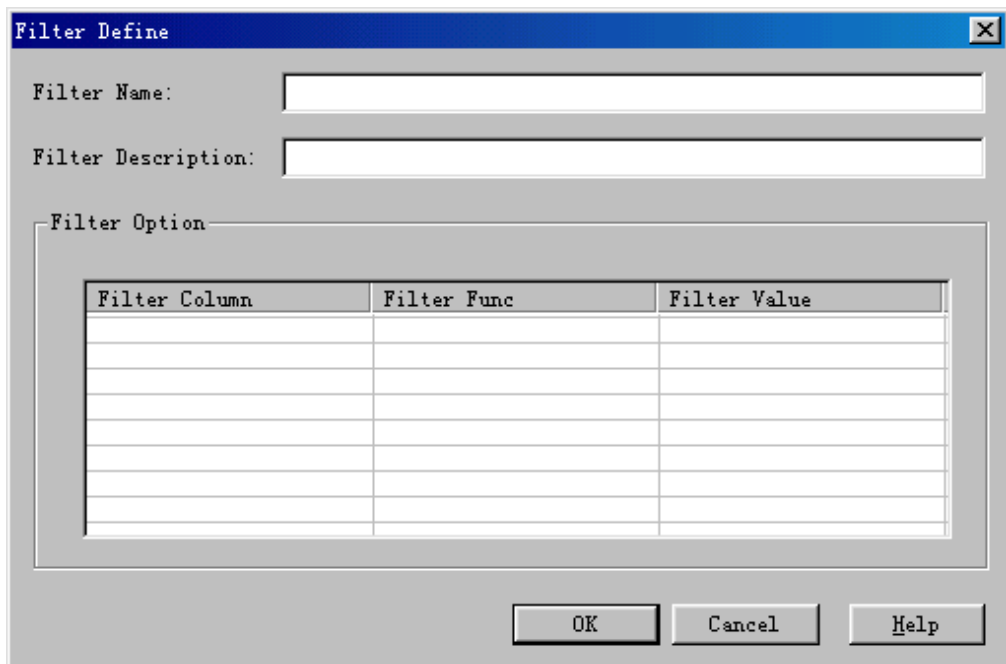 Filter Define
Filter Name:
Filter Description:
Filter Option
Filter Column Filter Func Filter Value
OK Cancel Help